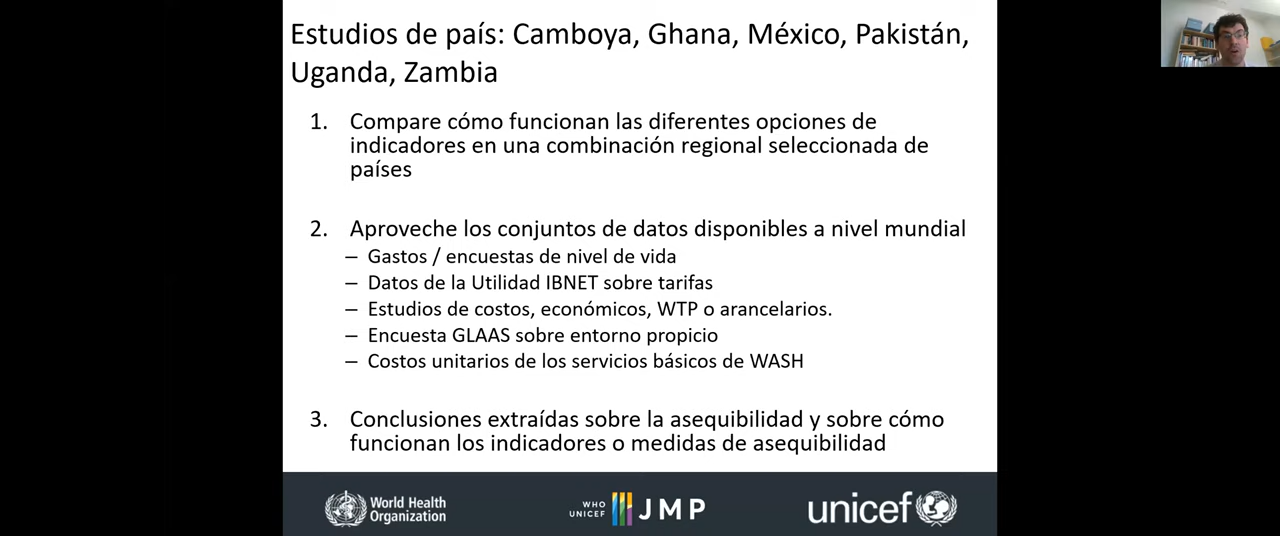 Estudios de país: Camboya, Ghana, México, Pakistán,
Uganda, Zambia
1. Compare cómo funcionan las diferentes opciones de
indicadores en una combinación regional seleccionada de
países
2. Aproveche los conjuntos de datos disponibles a nivel mundial
– Gastos / encuestas de nivel de vida
– Datos de la Utilidad IBNET sobre tarifas
– Estudios de costos, económicos, WTP o arancelarios.
– Encuesta GLAAS sobre entorno propicio
– Costos unitarios de los servicios básicos de WASH
3. Conclusiones extraídas sobre la asequibilidad y sobre cómo
funcionan los indicadores o medidas de asequibilidad
World Health
Organization
WHO
UNICEF
JMP
unicef